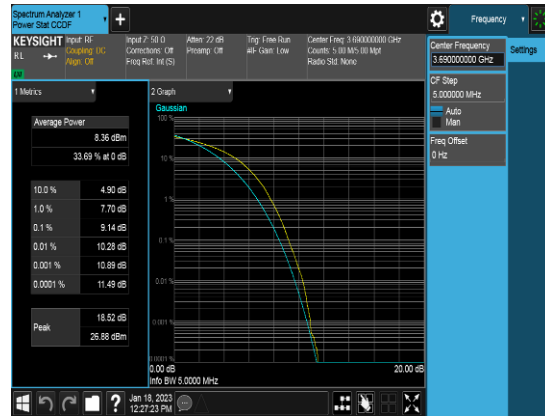 Spectrum Analyzer 1
Power Stat CCDF
Frequency
KEYSIGHT
RL
Input: RF
Coupling: DC
Align: Off
Input Z: 50 Ω
Corrections: Off
Freq Ref: Int (S)
Atten: 22 dB
Preamp: Off
Trig: Free Run
#IF Gain: Low
Center Freq: 3.690000000 GHz
Counts: 5.00 M/5.00 Mpt
Radio Std: None
Center Frequency
3.690000000 GHz
Settings
CF Step
5.000000 MHz
Auto
Man
Freq Offset
0 Hz
1 Metrics
Average Power
8.36 dBm
33.69 % at 0 dB
10.0 % 4.90 dB
1.0 % 7.70 dB
0.1 % 9.14 dB
0.01 % 10.28 dB
0.001 % 10.89 dB
0.0001 % 11.49 dB
Peak
18.52 dB
26.88 dBm
2 Graph
Gaussian
100 %
10 %
1 %
0.1 %
0.01 %
0.001 %
0.0001 %
0.00 dB 20.00 dB
Info BW 5.0000 MHz
?
Jan 18, 2023
12:27:23 PM